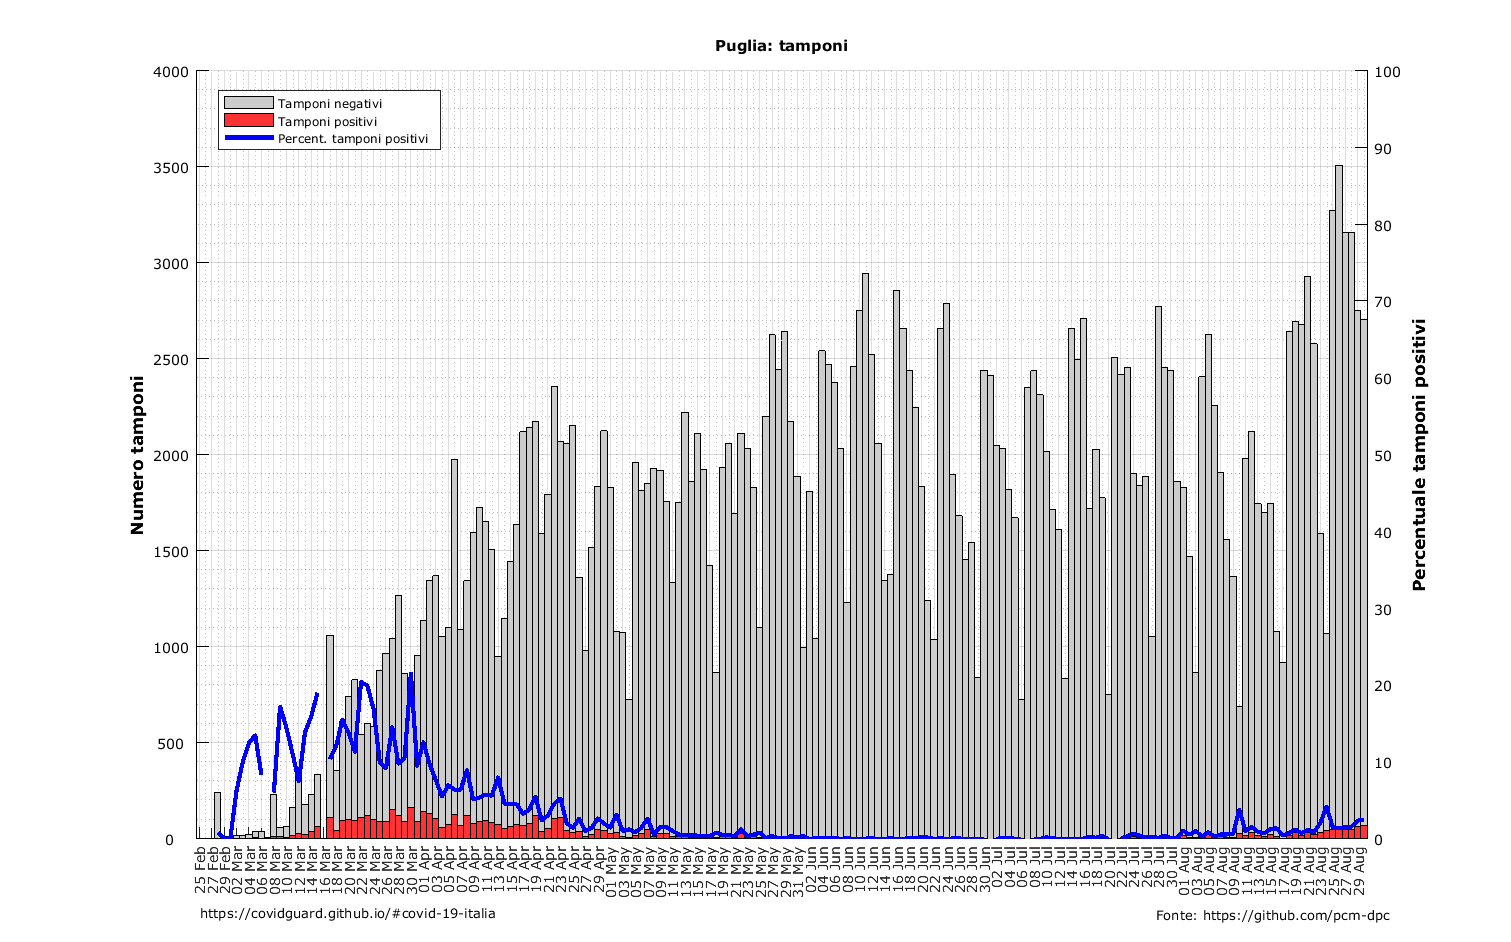 Puglia: tamponi
Tamponi negativi
Tamponi positivi
Percent. tamponi positivi
Numero tamponi
4000
3500
3000
2500
2000
1500
1000
500
0
Percentuale tamponi positivi
100
90
80
70
60
50
40
30
20
10
0
25 Feb
27 Feb
29 Feb
02 Mar
04 Mar
06 Mar
08 Mar
10 Mar
12 Mar
14 Mar
16 Mar
18 Mar
20 Mar
22 Mar
24 Mar
26 Mar
28 Mar
30 Mar
01 Apr
03 Apr
05 Apr
07 Apr
09 Apr
11 Apr
13 Apr
15 Apr
17 Apr
19 Apr
21 Apr
23 Apr
25 Apr
27 Apr
29 Apr
01 May
03 May
05 May
07 May
09 May
11 May
13 May
15 May
17 May
19 May
21 May
23 May
25 May
27 May
29 May
31 May
02 Jun
04 Jun
06 Jun
08 Jun
10 Jun
12 Jun
14 Jun
16 Jun
18 Jun
20 Jun
22 Jun
24 Jun
26 Jun
28 Jun
30 Jun
02 Jul
04 Jul
06 Jul
08 Jul
10 Jul
12 Jul
14 Jul
16 Jul
18 Jul
20 Jul
22 Jul
24 Jul
26 Jul
28 Jul
30 Jul
01 Aug
03 Aug
05 Aug
07 Aug
09 Aug
11 Aug
13 Aug
15 Aug
17 Aug
19 Aug
21 Aug
23 Aug
25 Aug
27 Aug
29 Aug
https://covidguard.github.io/#covid-19-italia
Fonte: https://github.com/pcm-dpc